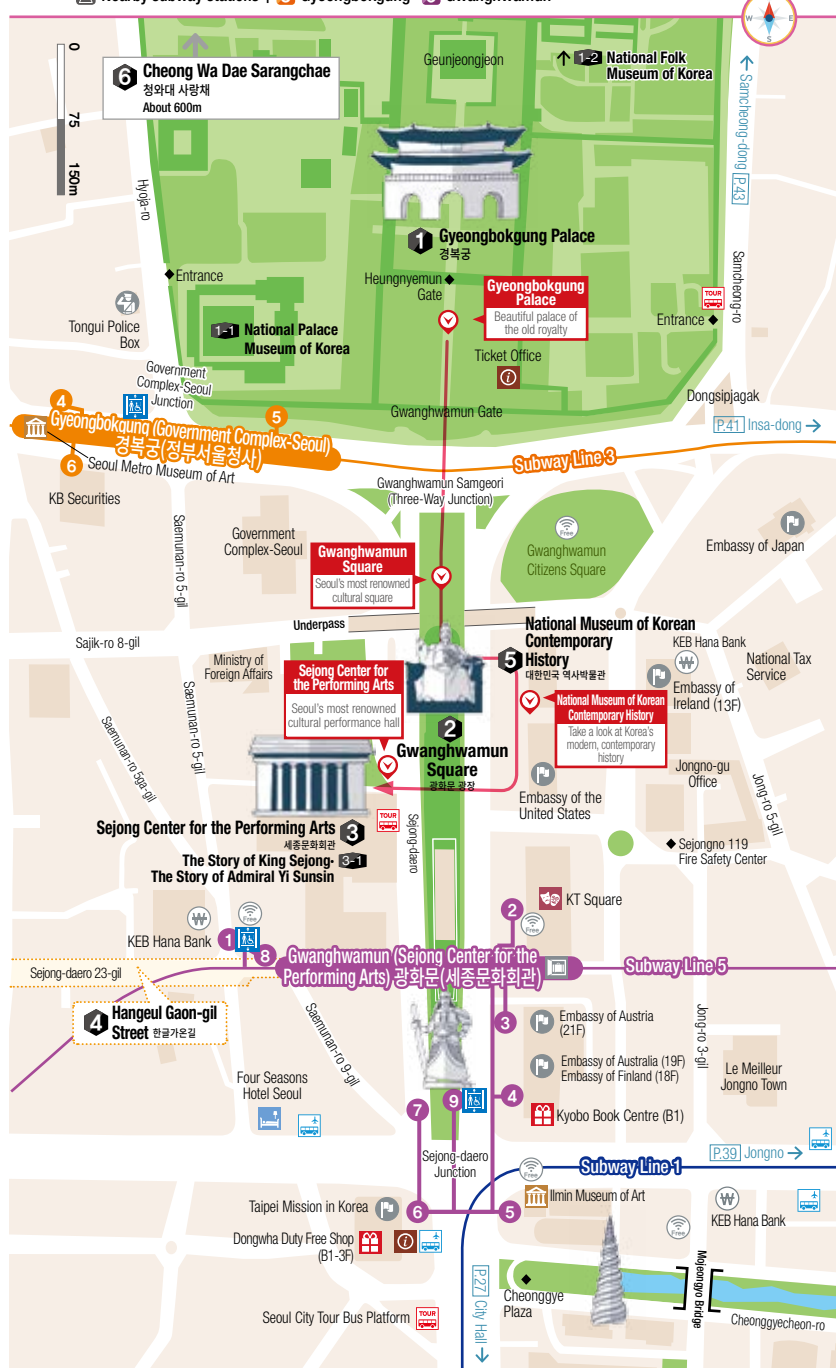 Nearby subway stations | 3 Gyeongbokgung 5 Gwanghwamun
W E
S
0
75
150m
6 Cheong Wa Dae Sarangchae
청와대 사랑채
About 600m
Geunjeongjeon
↑ 1-2 National Folk
Museum of Korea
Samcheong-dong P.43
Hyoja-ro
1 Gyeongbokgung Palace
경복궁
Entrance
Heungnyemun
Gate
Gyeongbokgung
Palace
Beautiful palace of
the old royalty
Samcheong-ro
TOUR
Entrance
Tongui Police
Box
1-1 National Palace
Museum of Korea
Ticket Office
Government
Complex-Seoul
Junction
Gwanghwamun Gate
Dongsipjagak
P.41 Insa-dong →
4
5
Gyeongbokgung (Government Complex-Seoul)
경복궁(정부서울청사)
6
Seoul Metro Museum of Art
Subway Line 3
KB Securities
Gwanghwamun Samgeori
(Three-Way Junction)
Saemunan-ro 5-gil
Government
Complex-Seoul
Gwanghwamun
Square
Seoul's most renowned
cultural square
Free
Gwanghwamun
Citizens Square
Embassy of Japan
Underpass
Sajik-ro 8-gil
National Museum of Korean
Contemporary
History
5
대한민국 역사박물관
KEB Hana Bank
Embassy of
Ireland (13F)
National Tax
Service
Ministry of
Foreign Affairs
Sejong Center for
the Performing Arts
Seoul's most renowned
cultural performance hall
National Museum of Korean
Contemporary History
Take a look at Korea's
modern, contemporary
history
Saemunan-ro 5ga-gil
Saemunan-ro 5-gil
2
Gwanghwamun
Square
광화문 광장
Embassy of the
United States
Jongno-gu
Office
Jong-ro 5-gil
Sejong Center for the Performing Arts 3
세종문화회관
TOUR
Sejong-daero
The Story of King Sejong·
The Story of Admiral Yi Sunsin
3-1
Sejongno 119
Fire Safety Center
2
KT Square
Free
Free
KEB Hana Bank
1
8
Gwanghwamun (Sejong Center for the
Performing Arts) 광화문(세종문화회관)
Subway Line 5
Sejong-daero 23-gil
4 Hangeul Gaon-gil
Street 한글가온길
Saemunan-ro 9-gil
3
Embassy of Austria
(21F)
Jong-ro 3-gil
Embassy of Australia (19F)
Embassy of Finland (18F)
Le Meilleur
Jongno Town
Four Seasons
Hotel Seoul
7
9
4
Kyobo Book Centre (B1)
Sejong-daero
Junction
P.39 Jongno →
Free
Subway Line 1
Taipei Mission in Korea
6
5
Ilmin Museum of Art
KEB Hana Bank
Free
Dongwha Duty Free Shop
(B1-3F)
P.27 City Hall →
Cheonggye
Plaza
Mojeongyo Bridge
Cheonggyecheon-ro
Seoul City Tour Bus Platform
TOUR